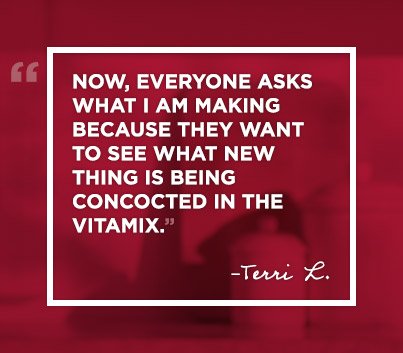 “
NOW, EVERYONE ASKS
WHAT I AM MAKING
BECAUSE THEY WANT
TO SEE WHAT NEW
THING IS BEING
CONCOCTED IN THE
VITAMIX.”
–Terri L.